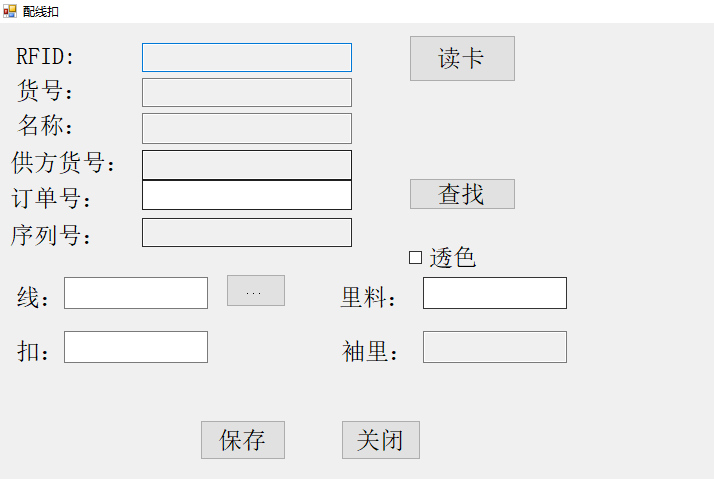 配线扣
RFID:
读卡
货号:
名称:
供方货号:
订单号:
查找
序列号:
透色
线:
...
里料:
扣:
袖里:
保存
关闭